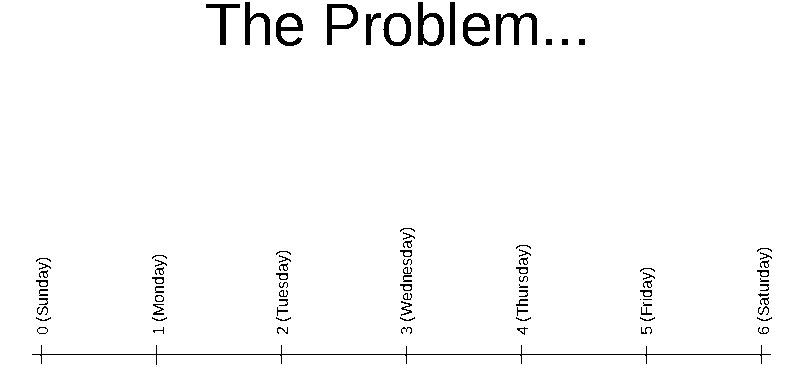 The Problem...
0 (Sunday)
1 (Monday)
2 (Tuesday)
3 (Wednesday)
4 (Thursday)
5 (Friday)
6 (Saturday)